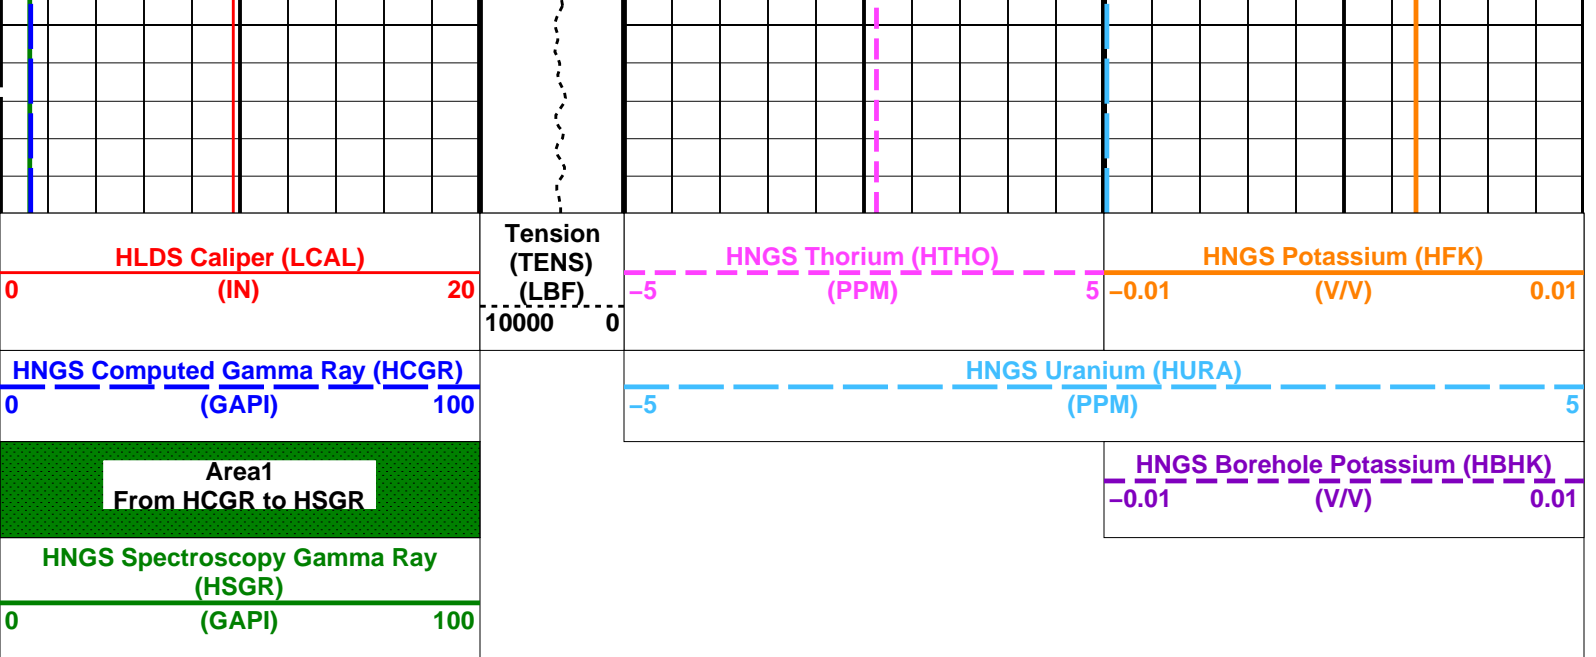 HLDS Caliper (LCAL)
0 (IN) 20
Tension
(TENS)
(LBF)
10000 0
HNGS Thorium (HTHO)
−5 (PPM) 5
HNGS Potassium (HFK)
−0.01 (V/V) 0.01
HNGS Computed Gamma Ray (HCGR)
0 (GAPI) 100
HNGS Uranium (HURA)
−5 (PPM) 5
Area1
From HCGR to HSGR
HNGS Borehole Potassium (HBHK)
−0.01 (V/V) 0.01
HNGS Spectroscopy Gamma Ray
(HSGR)
0 (GAPI) 100